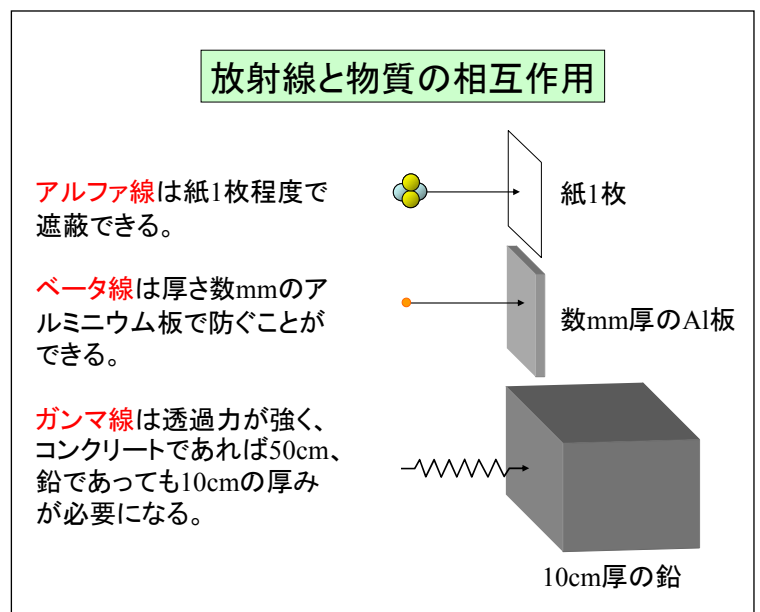 放射線と物質の相互作用
アルファ線は紙1枚程度で
遮蔽できる。
紙1枚
ベータ線は厚さ数mmのア
ルミニウム板で防ぐことが
できる。
数mm厚のAl板
ガンマ線は透過力が強く、
コンクリートであれば50cm、
鉛であっても10cmの厚み
が必要になる。
10cm厚の鉛